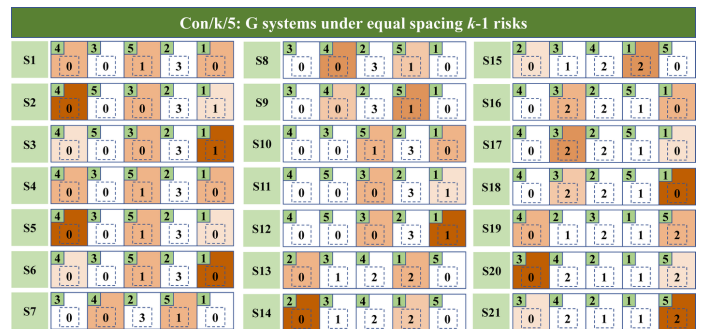 Con/k/5: G systems under equal spacing k-1 risks
4 3 5 2 1 3 4 2 5 1 2 3 4 1 5
S1 0 0 1 3 0 S8 0 0 3 1 0 S15 0 1 2 2 0
4 5 3 2 1 3 4 2 5 1 4 3 2 5 1
S2 0 0 0 3 1 S9 0 0 3 1 0 S16 0 2 2 1 0
4 5 3 2 1 4 3 5 2 1 4 3 2 5 1
S3 0 0 0 3 1 S10 0 0 1 3 0 S17 0 2 2 1 0
4 3 5 2 1 4 5 3 2 1 4 3 2 5 1
S4 0 0 1 3 0 S11 0 0 0 3 1 S18 0 2 2 1 0
4 3 5 2 1 4 5 3 2 1 4 2 3 1 5
S5 0 0 1 3 0 S12 0 0 0 3 1 S19 0 1 2 1 2
4 3 5 2 1 2 3 4 1 5 3 4 2 1 5
S6 0 0 1 3 0 S13 0 1 2 2 0 S20 0 2 1 1 2
3 4 2 5 1 2 3 4 1 5 3 4 2 1 5
S7 0 0 3 1 0 S14 0 1 2 2 0 S21 0 2 1 1 2